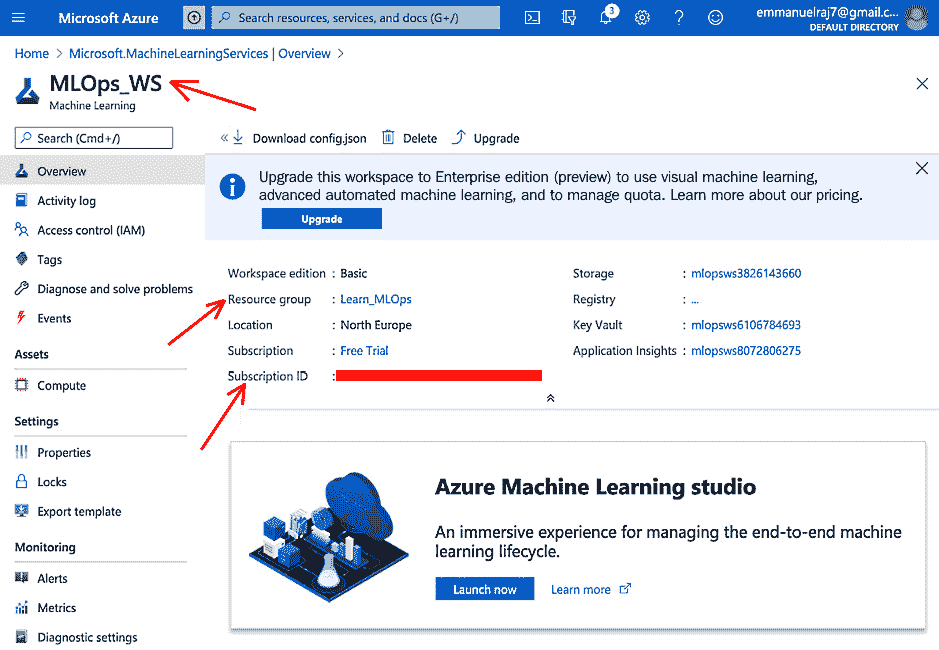 Microsoft Azure
Search resources, services, and docs (G+/)
3
emmanuelraj7@gmail.c...
DEFAULT DIRECTORY
Home > Microsoft.MachineLearningServices | Overview >
MLOps_WS
Machine Learning
Search (Cmd+/)
Overview
Activity log
Access control (IAM)
Tags
Diagnose and solve problems
Events
Assets
Compute
Settings
Properties
Locks
Export template
Monitoring
Alerts
Metrics
Diagnostic settings
« Download config.json Delete Upgrade
Upgrade this workspace to Enterprise edition (preview) to use visual machine learning,
advanced automated machine learning, and to manage quota. Learn more about our pricing.
Upgrade
Workspace edition : Basic
Resource group : Learn_MLOps
Location : North Europe
Subscription : Free Trial
Subscription ID :
Storage : mlopsws3826143660
Registry : ...
Key Vault : mlopsws6106784693
Application Insights : mlopsws8072806275
Azure Machine Learning studio
An immersive experience for managing the end-to-end machine
learning lifecycle.
Launch now Learn more